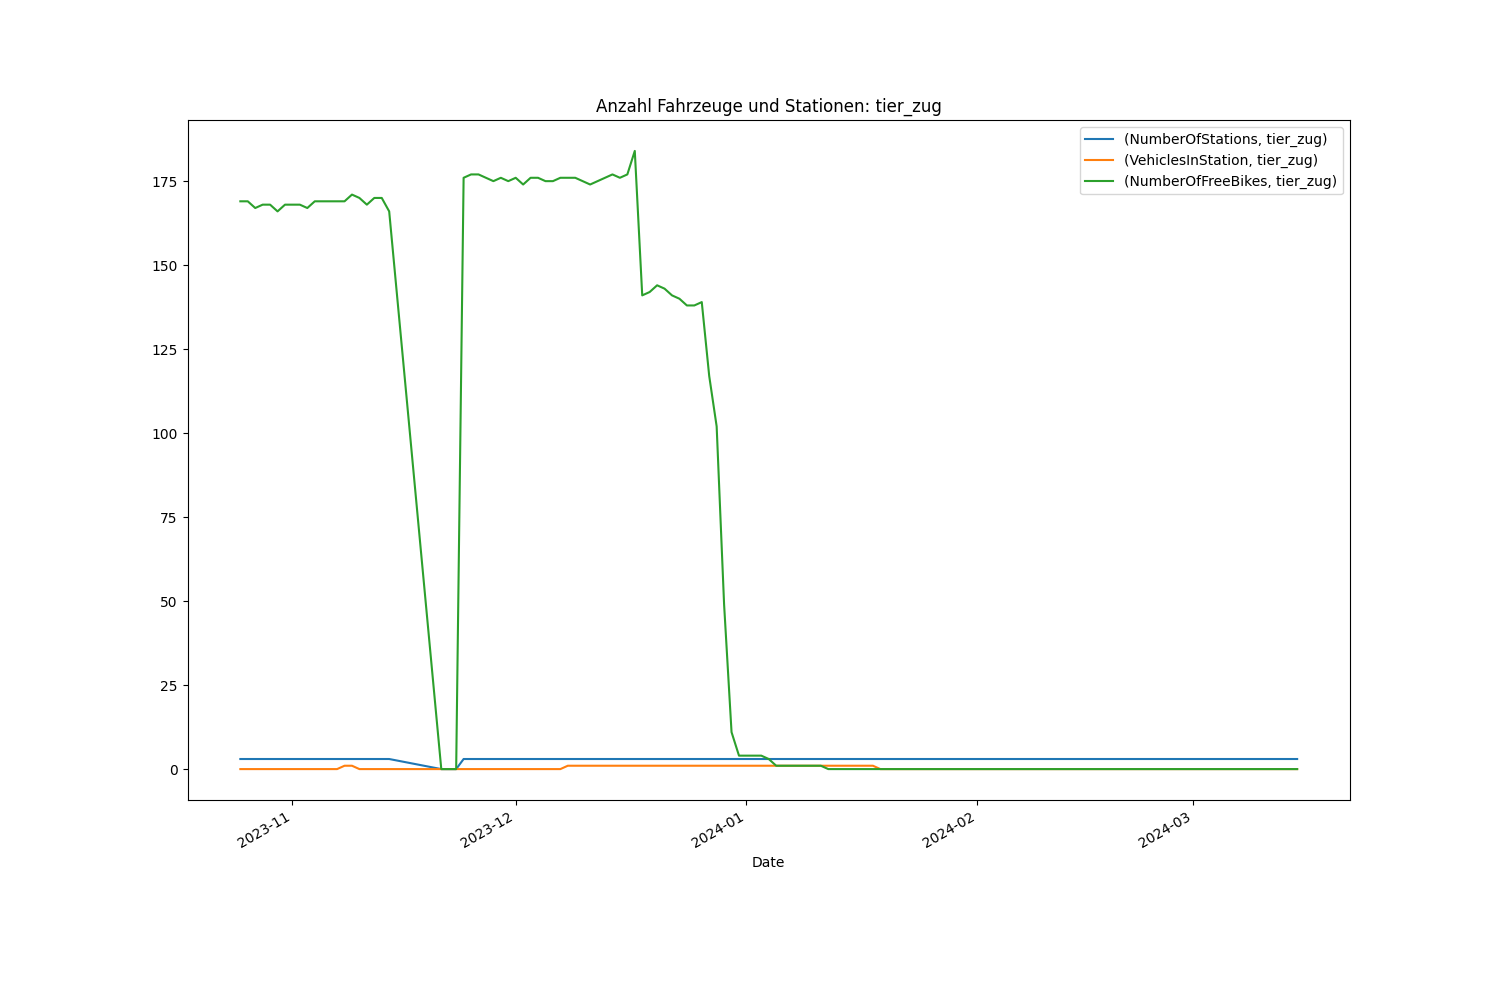 Anzahl Fahrzeuge und Stationen: tier_zug
(NumberOfStations, tier_zug)
(VehiclesInStation, tier_zug)
(NumberOfFreeBikes, tier_zug)
175
150
125
100
75
50
25
0
2023-11
2023-12
2024-01
2024-02
2024-03
Date